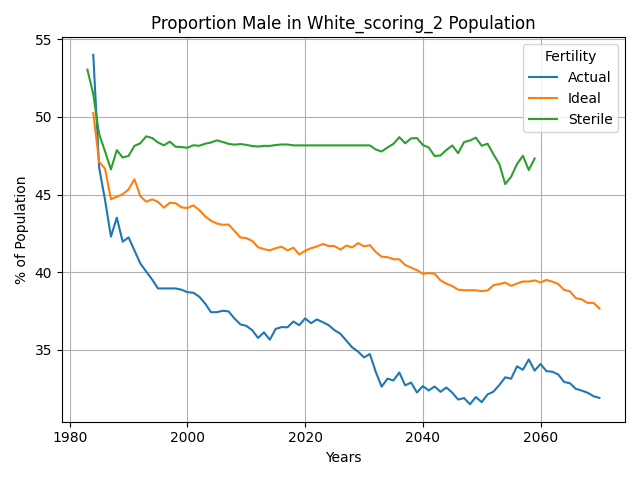 Proportion Male in White_scoring_2 Population
Fertility
Actual
Ideal
Sterile
% of Population
55
50
45
40
35
1980
2000
2020
2040
2060
Years